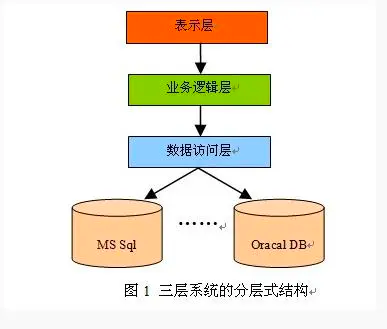 表示层
业务逻辑层
数据访问层
……
MS Sql
Oracal DB
图 1 三层系统的分层式结构